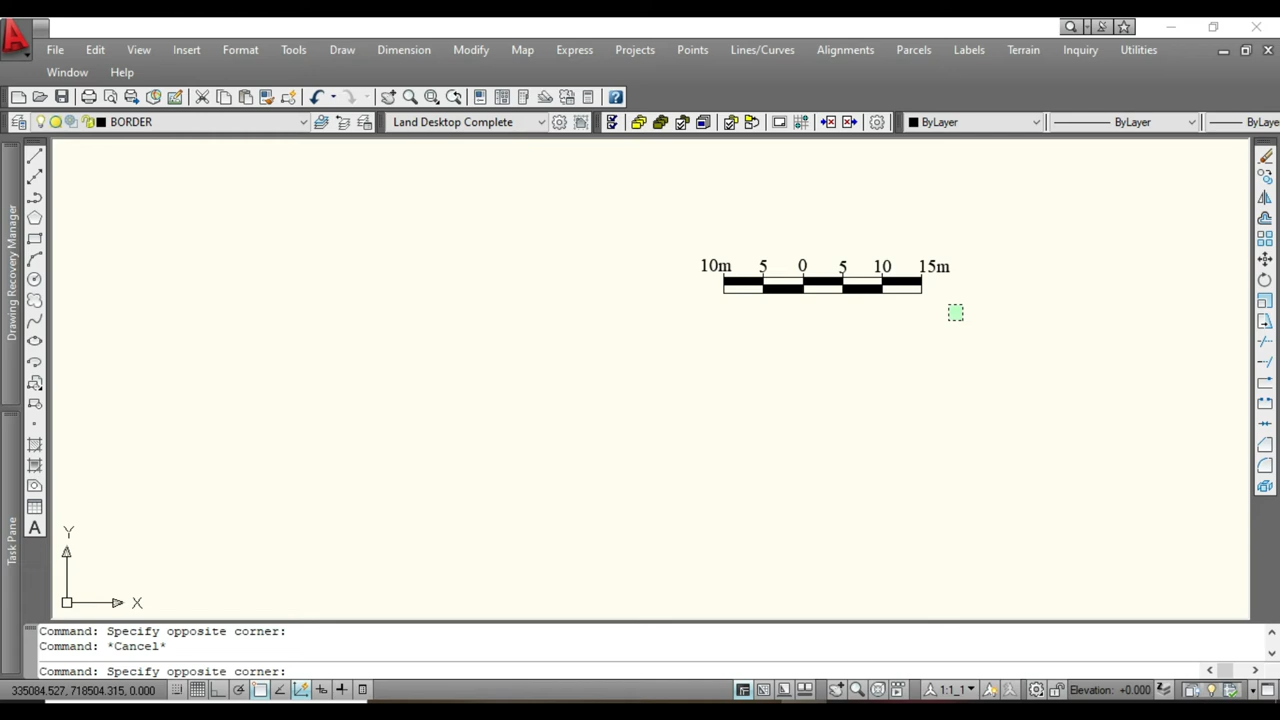 File Edit View Insert Format Tools Draw Dimension Modify Map Express Projects Points Lines/Curves Alignments Parcels Labels Terrain Inquiry Utilities
Window Help
BORDER Land Desktop Complete ByLayer ByLayer ByLaye
Drawing Recovery Manager
Task Pane
10m 5 0 5 10 15m
Y
X
A
Command: Specify opposite corner:
Command: *Cancel*
Command: Specify opposite corner:
335084.527, 718504.315, 0.000 1:1_1 Elevation: +0.000